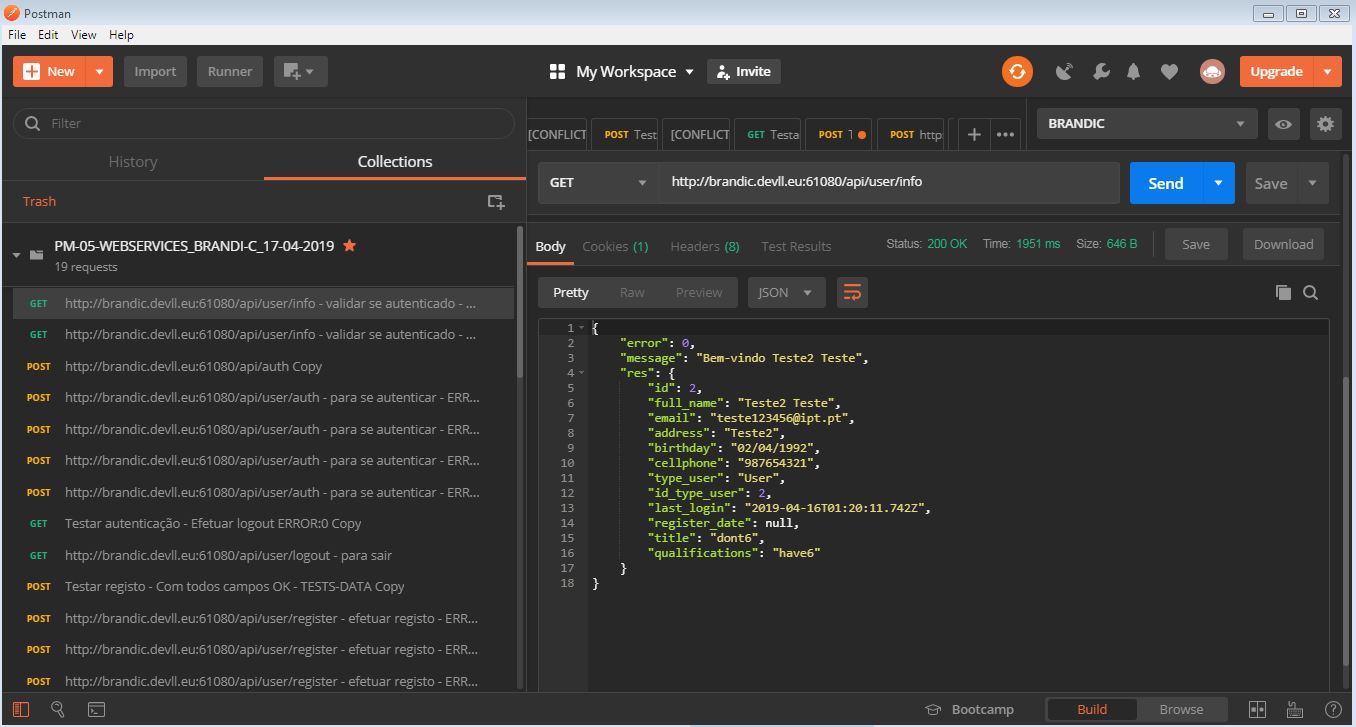 Postman
File Edit View Help
New Import Runner My Workspace Invite Upgrade
Filter
History Collections
Trash
PM-05-WEBSERVICES_BRANDI-C_17-04-2019
19 requests
GET http://brandic.devll.eu:61080/api/user/info - validar se autenticado - ...
GET http://brandic.devll.eu:61080/api/user/info - validar se autenticado - ...
POST http://brandic.devll.eu:61080/api/auth Copy
POST http://brandic.devll.eu:61080/api/user/auth - para se autenticar - ERR...
POST http://brandic.devll.eu:61080/api/user/auth - para se autenticar - ERR...
POST http://brandic.devll.eu:61080/api/user/auth - para se autenticar - ERR...
POST http://brandic.devll.eu:61080/api/user/auth - para se autenticar - ERR...
GET Testar autenticação - Efetuar logout ERROR:0 Copy
GET http://brandic.devll.eu:61080/api/user/logout - para sair
POST Testar registo - Com todos campos OK - TESTS-DATA Copy
POST http://brandic.devll.eu:61080/api/user/register - efetuar registo - ERR...
POST http://brandic.devll.eu:61080/api/user/register - efetuar registo - ERR...
POST http://brandic.devll.eu:61080/api/user/register - efetuar registo - ERR...
[CONFLICT POST Test [CONFLICT GET Testa POST T POST http: + ••• BRANDIC
GET http://brandic.devll.eu:61080/api/user/info Send Save
Body Cookies (1) Headers (8) Test Results Status: 200 OK Time: 1951 ms Size: 646 B Save Download
Pretty Raw Preview JSON
1 {
2 "error": 0,
3 "message": "Bem-vindo Teste2 Teste",
4 "res": {
5 "id": 2,
6 "full_name": "Teste2 Teste",
7 "email": "teste123456@ipt.pt",
8 "address": "Teste2",
9 "birthday": "02/04/1992",
10 "cellphone": "987654321",
11 "type_user": "User",
12 "id_type_user": 2,
13 "last_login": "2019-04-16T01:20:11.742Z",
14 "register_date": null,
15 "title": "dont6",
16 "qualifications": "have6"
17 }
18 }
Bootcamp Build Browse ?